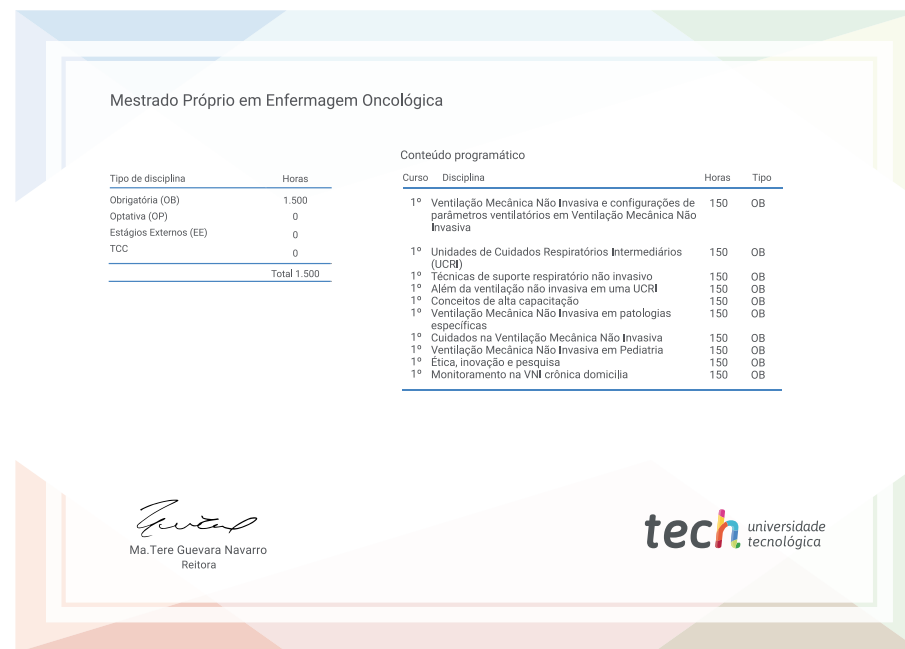 Mestrado Próprio em Enfermagem Oncológica
Tipo de disciplina Horas
Obrigatória (OB) 1.500
Optativa (OP) 0
Estágios Externos (EE) 0
TCC 0
Total 1.500
Conteúdo programático
Curso Disciplina Horas Tipo
1º Ventilação Mecânica Não Invasiva e configurações de 150 OB
parâmetros ventilatórios em Ventilação Mecânica Não
Invasiva
1º Unidades de Cuidados Respiratórios Intermediários 150 OB
(UCRI)
1º Técnicas de suporte respiratório não invasivo 150 OB
1º Além da ventilação não invasiva em uma UCRI 150 OB
1º Conceitos de alta capacitação 150 OB
1º Ventilação Mecânica Não Invasiva em patologias 150 OB
específicas
1º Cuidados na Ventilação Mecânica Não Invasiva 150 OB
1º Ventilação Mecânica Não Invasiva em Pediatria 150 OB
1º Ética, inovação e pesquisa 150 OB
1º Monitoramento na VNI crônica domicilia 150 OB
Ma.Tere Guevara Navarro
Reitora
tech universidade
tecnológica